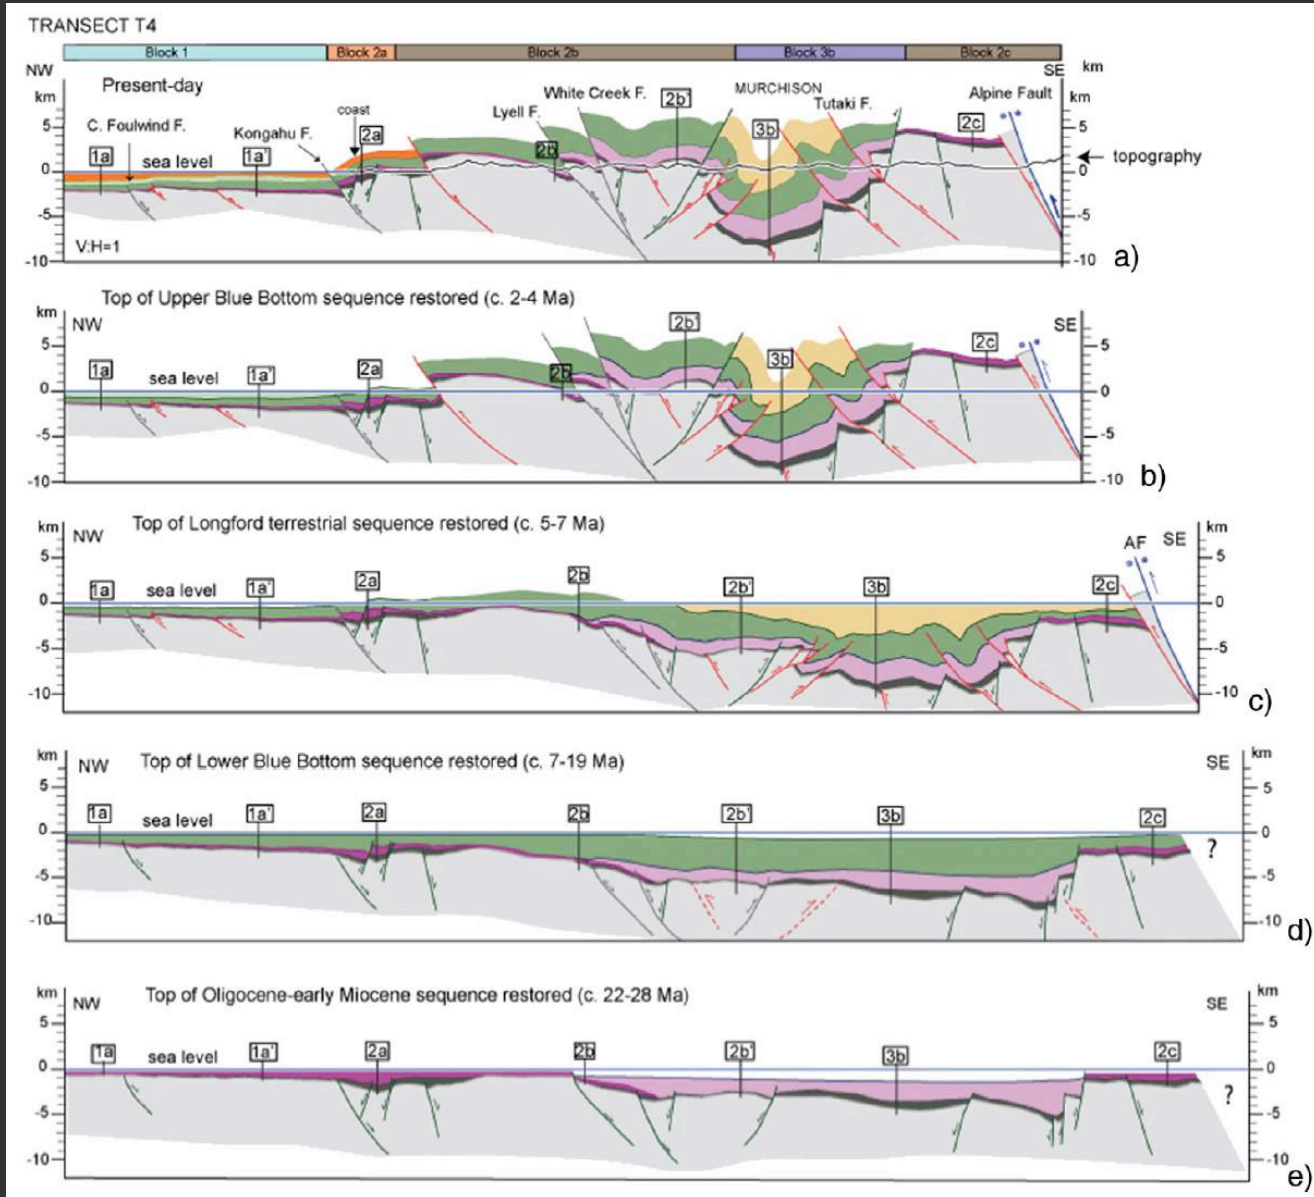 TRANSECT T4
Block 1 Block 2a Block 2b Block 3b Block 2c
NW SE km
km Present-day km
C. Foulwind F. Kongahu F. coast Lyell F. White Creek F. MURCHISON Tutaki F. Alpine Fault
1a sea level 1a' 2a 2b 2b' 3b 2c
topography
5 5
0 0
-5 -5
V:H=1
-10 -10
a)
Top of Upper Blue Bottom sequence restored (c. 2-4 Ma)
km NW SE
1a sea level 1a' 2a 2b 2b' 3b 2c
5 5
0 0
-5 -5
-10 -10
b)
Top of Longford terrestrial sequence restored (c. 5-7 Ma)
km NW AF SE km
1a sea level 1a' 2a 2b 2b' 3b 2c
5 5
0 0
-5 -5
-10 -10
c)
Top of Lower Blue Bottom sequence restored (c. 7-19 Ma)
km NW SE km
1a sea level 1a' 2a 2b 2b' 3b 2c
5 5
0 0
?
-5 -5
-10 -10
d)
Top of Oligocene-early Miocene sequence restored (c. 22-28 Ma)
km NW SE km
1a sea level 1a' 2a 2b 2b' 3b 2c
5 5
0 0
?
-5 -5
-10 -10
e)